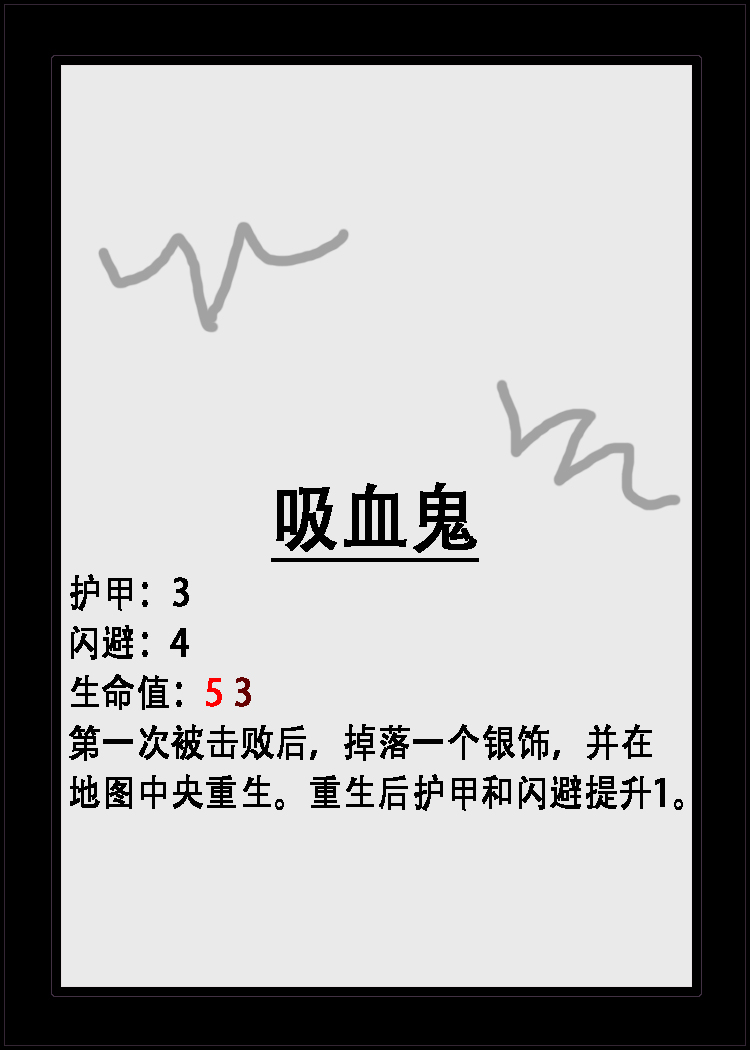 吸血鬼
护甲：3
闪避：4
生命值：5 3
第一次被击败后，掉落一个银饰，并在
地图中央重生。重生后护甲和闪避提升1。